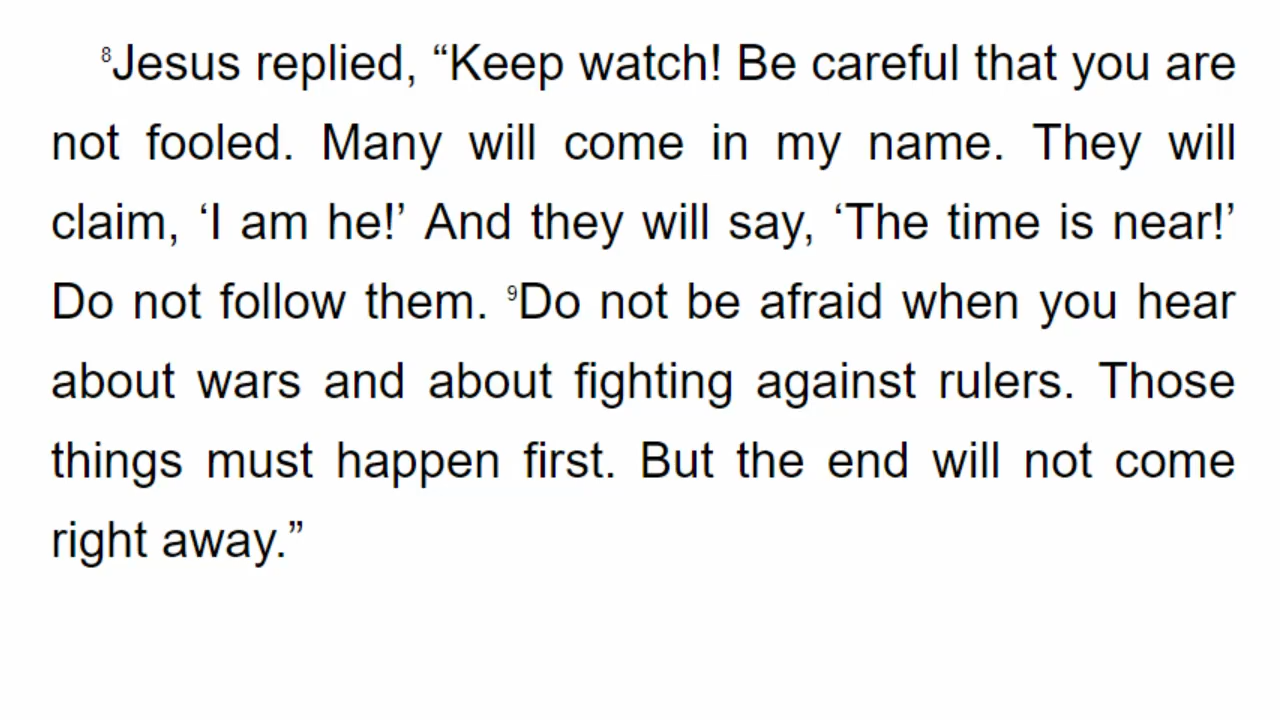 ⁸Jesus replied, “Keep watch! Be careful that you are
not fooled. Many will come in my name. They will
claim, ‘I am he!’ And they will say, ‘The time is near!’
Do not follow them. ⁹Do not be afraid when you hear
about wars and about fighting against rulers. Those
things must happen first. But the end will not come
right away.”